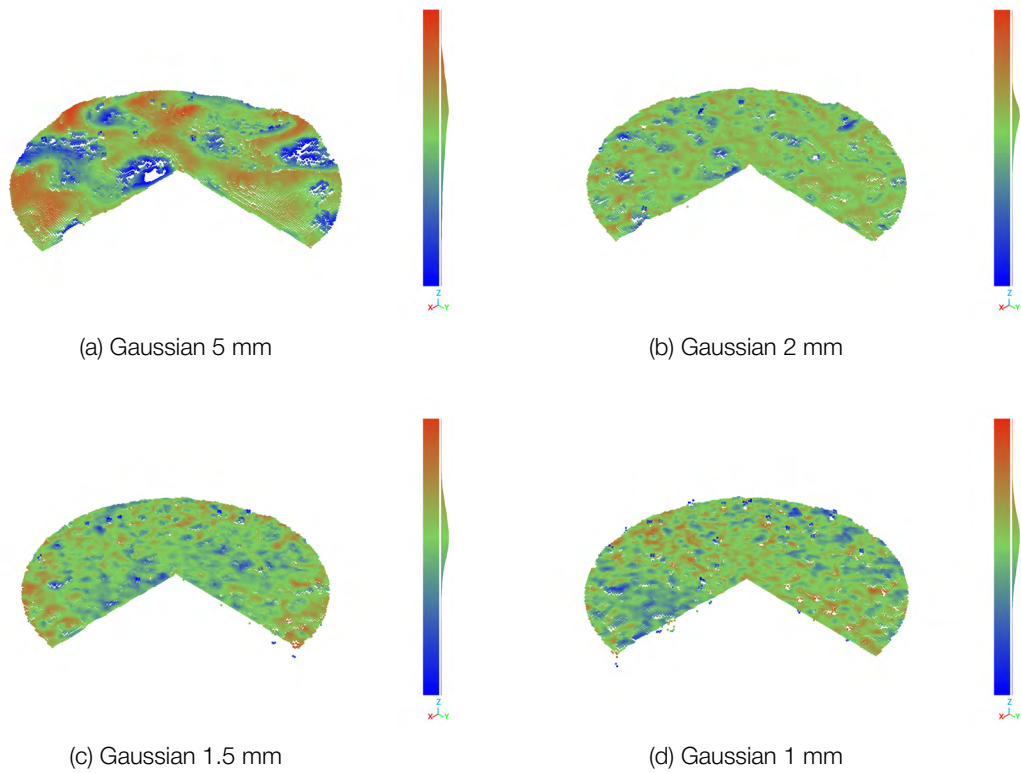 Z
X Y
Z
X Y
(a) Gaussian 5 mm
(b) Gaussian 2 mm
Z
X Y
Z
X Y
(c) Gaussian 1.5 mm
(d) Gaussian 1 mm